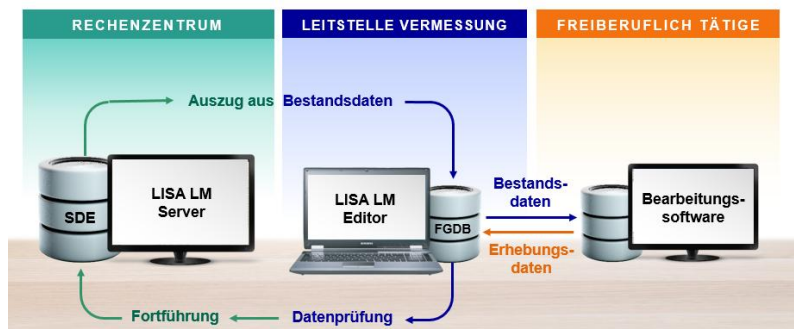 RECHENZENTRUM
LEITSTELLE VERMESSUNG
FREIBERUFLICH TÄTIGE
Auszug aus Bestandsdaten
SDE
LISA LM
Server
LISA LM
Editor
FGDB
Bestands-
daten
Erhebungs-
daten
Bearbeitungs-
software
Fortführung
Datenprüfung